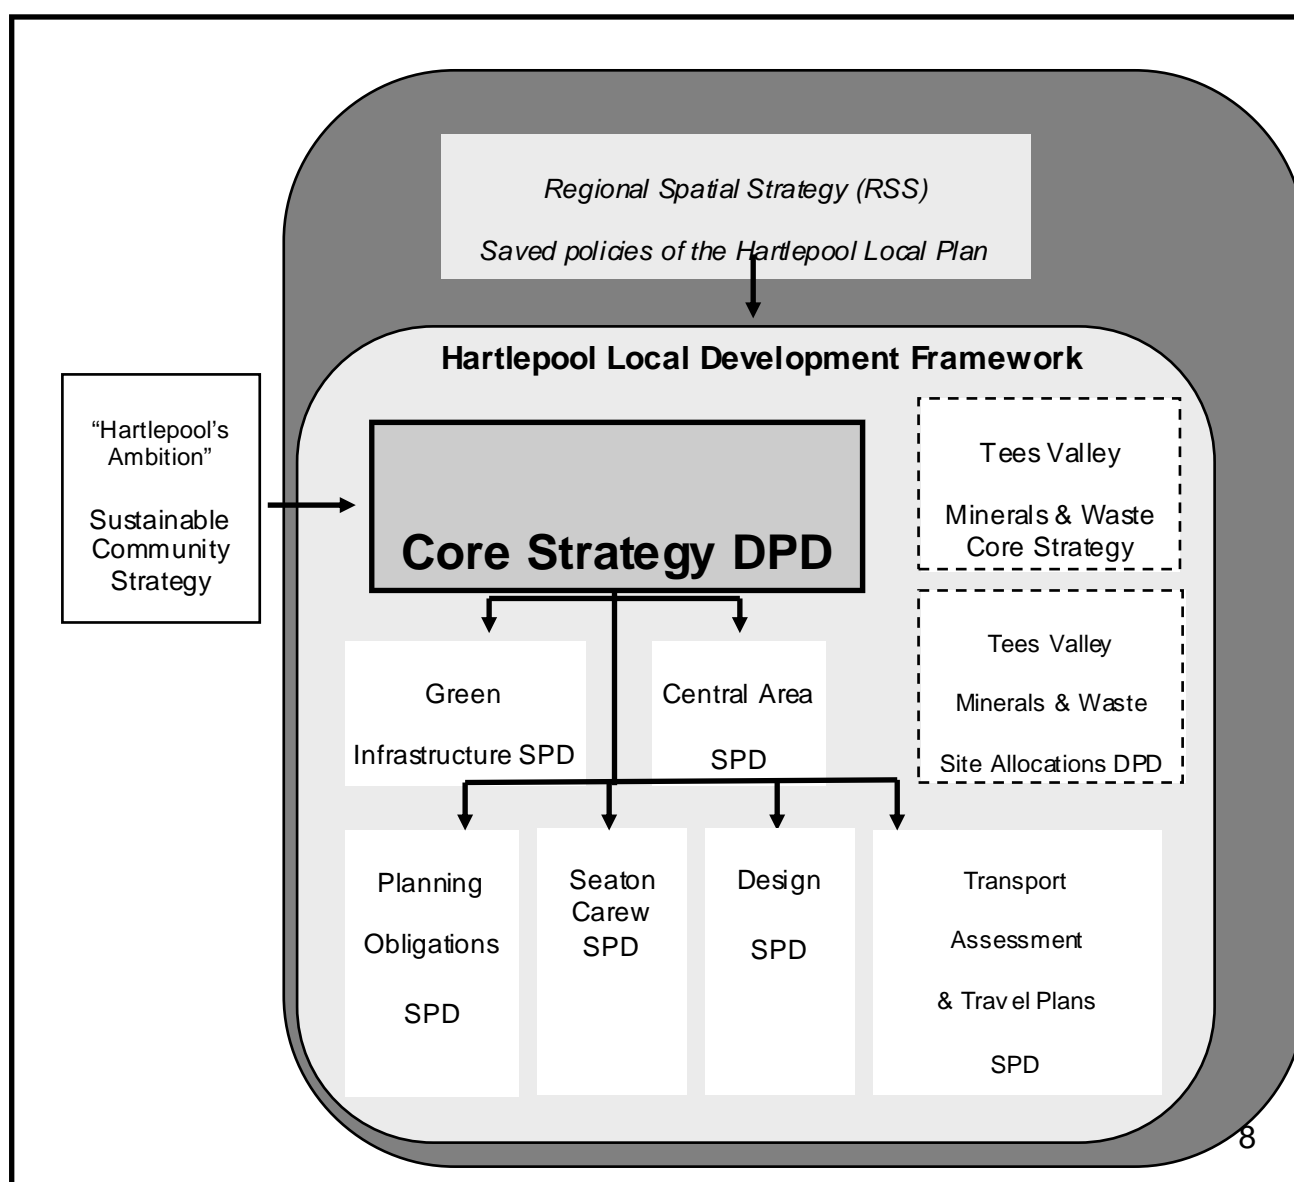 Regional Spatial Strategy (RSS)
Saved policies of the Hartlepool Local Plan
Hartlepool Local Development Framework
“Hartlepool’s
Ambition”
Sustainable
Community
Strategy
Core Strategy DPD
Tees Valley
Minerals & Waste
Core Strategy
Tees Valley
Minerals & Waste
Site Allocations DPD
Green
Infrastructure SPD
Central Area
SPD
Planning
Obligations
SPD
Seaton
Carew
SPD
Design
SPD
Transport
Assessment
& Travel Plans
SPD
8